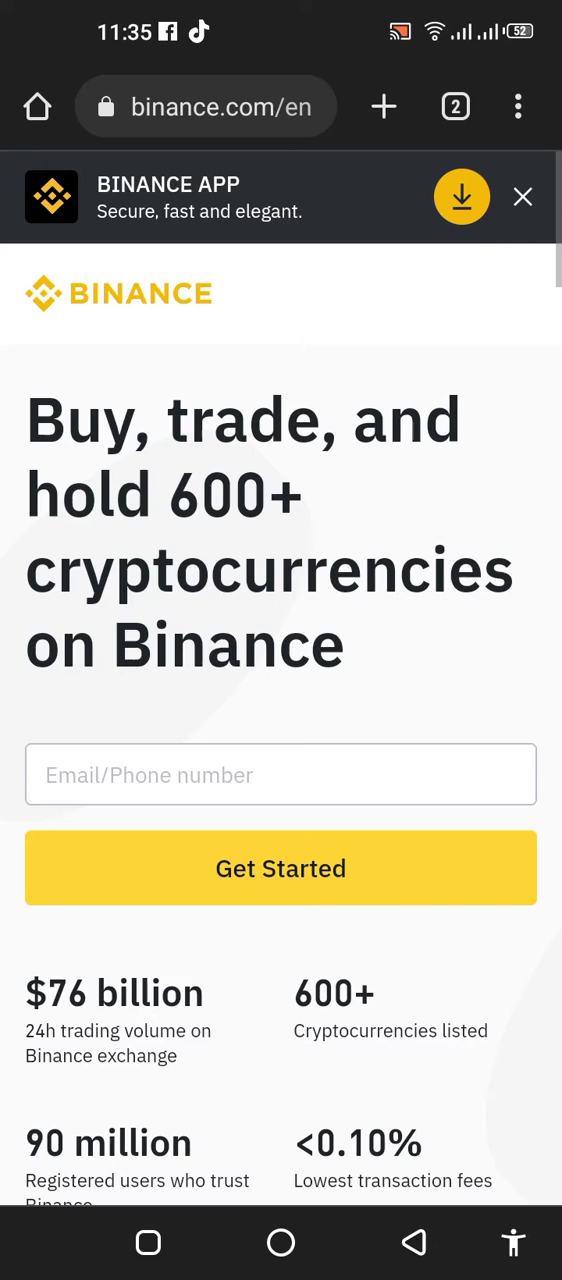 11:35
52
binance.com/en
2
BINANCE APP
Secure, fast and elegant.
BINANCE
Buy, trade, and
hold 600+
cryptocurrencies
on Binance
Email/Phone number
Get Started
$76 billion
24h trading volume on
Binance exchange
600+
Cryptocurrencies listed
90 million
Registered users who trust
Binance
<0.10%
Lowest transaction fees